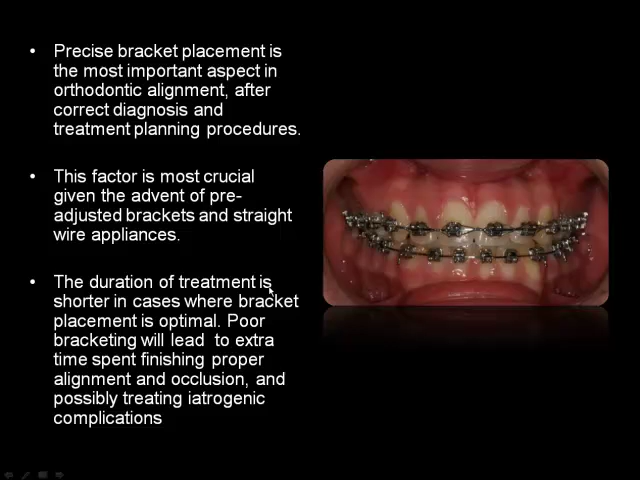 • Precise bracket placement is
the most important aspect in
orthodontic alignment, after
correct diagnosis and
treatment planning procedures.
• This factor is most crucial
given the advent of pre-
adjusted brackets and straight
wire appliances.
• The duration of treatment is
shorter in cases where bracket
placement is optimal. Poor
bracketing will lead  to extra
time spent finishing proper
alignment and occlusion, and
possibly treating iatrogenic
complications